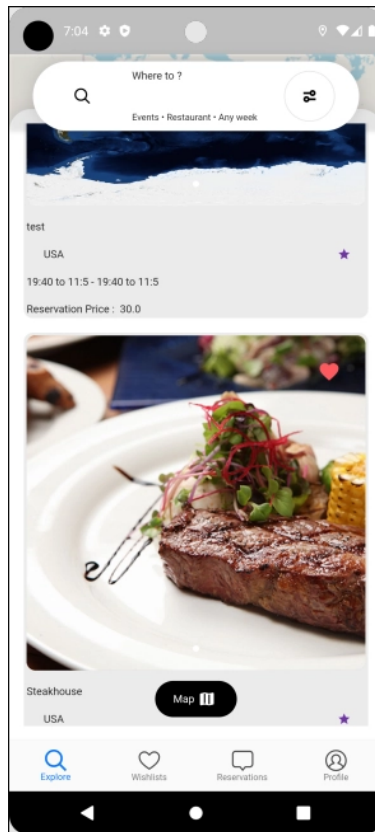 7:04
Where to ?
Events • Restaurant • Any week
test
USA
19:40 to 11:5 - 19:40 to 11:5
Reservation Price : 30.0
Steakhouse
Map
USA
Explore Wishlists Reservations Profile